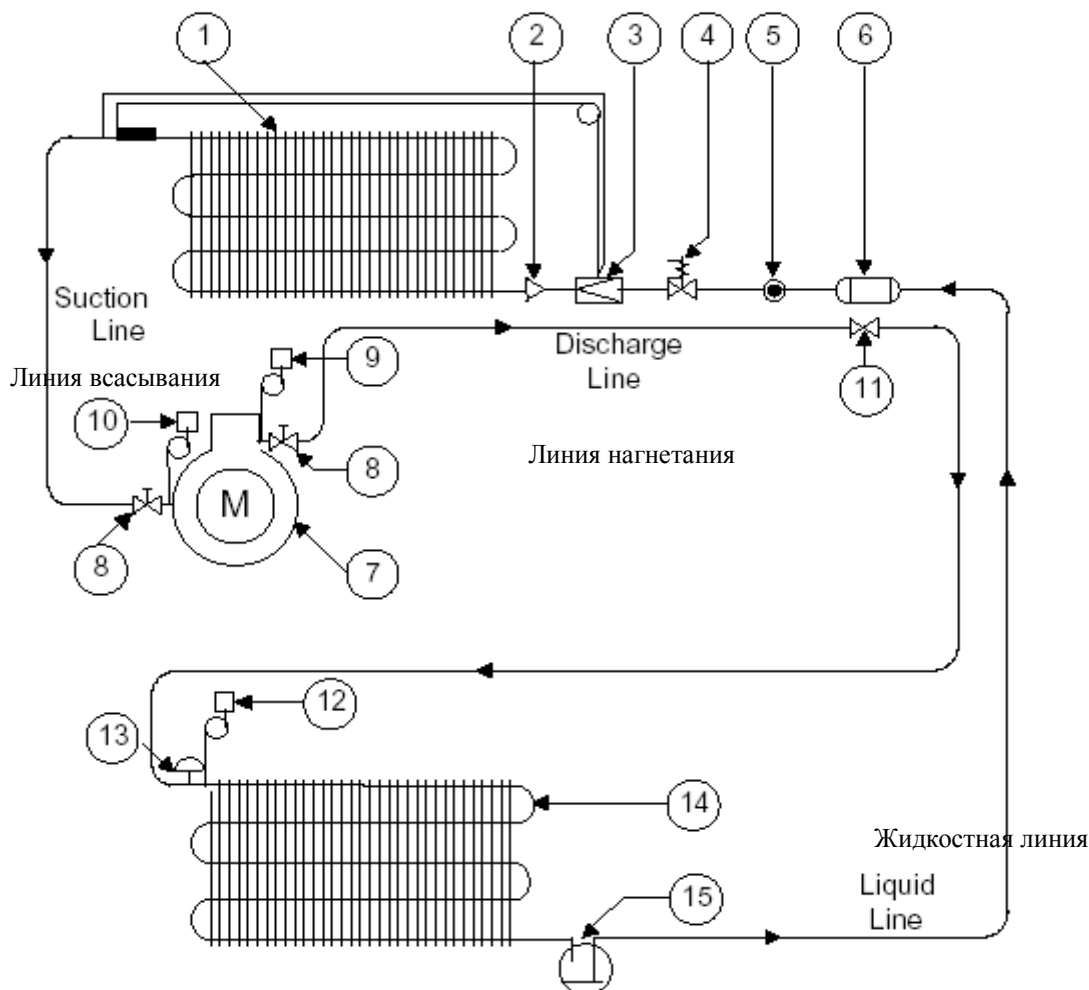 1
2
3
4
5
6
Suction
Line
Discharge
Line
9
11
Линия всасывания
10
Линия нагнетания
8
M
8
7
12
13
14
Жидкостная линия
15
Liquid
Line